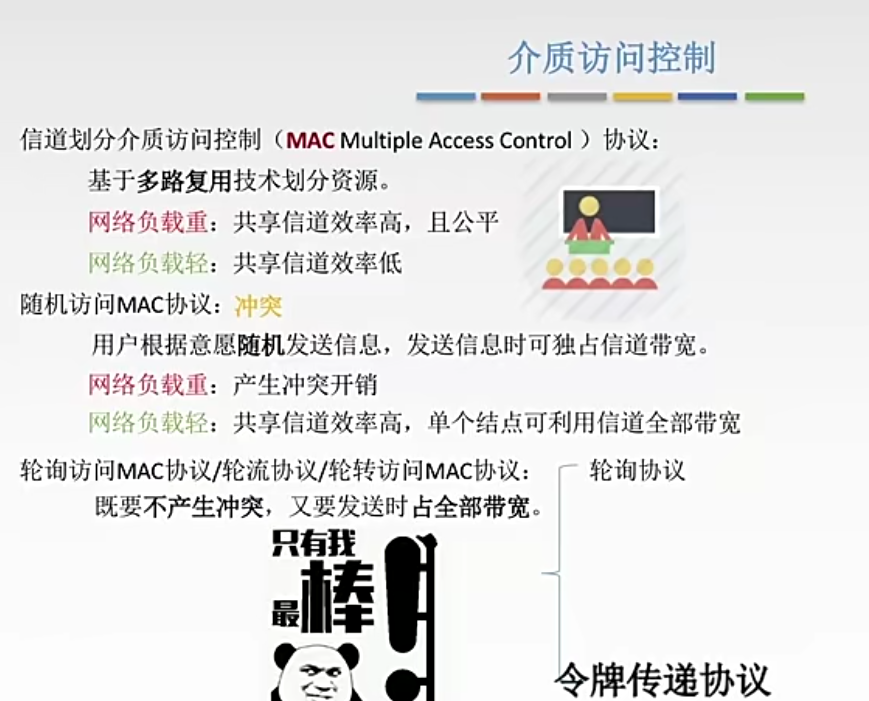 介质访问控制
信道划分介质访问控制（MAC Multiple Access Control ）协议：
基于多路复用技术划分资源。
网络负载重：共享信道效率高，且公平
网络负载轻：共享信道效率低
随机访问MAC协议：冲突
用户根据意愿随机发送信息，发送信息时可独占信道带宽。
网络负载重：产生冲突开销
网络负载轻：共享信道效率高，单个结点可利用信道全部带宽
轮询访问MAC协议/轮流协议/轮转访问MAC协议：
轮询协议
既要不产生冲突，又要发送时占全部带宽。
只有我
最棒！
令牌传递协议